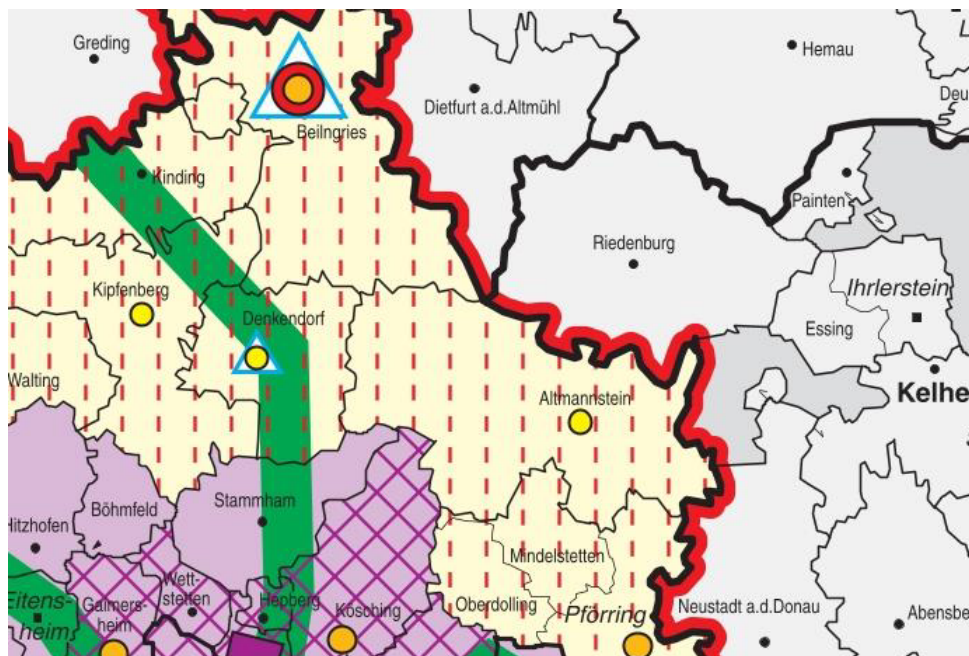 Greding
Hemau
Deu
Dietfurt a.d.Altmühl
Beilngries
Kinding
Painten
Riedenburg
Ihrlerstein
Kipfenberg
Denkendorf
Essing
Walting
Altmannstein
Kelhe
Böhmfeld
Stammham
Hitzhofen
Mindelstetten
Wett-
stetten
Eitens-
heim
Gaimers-
heim
Hepberg
Kösching
Oberdolling
Pförring
Neustadt a.d.Donau
Abensbe